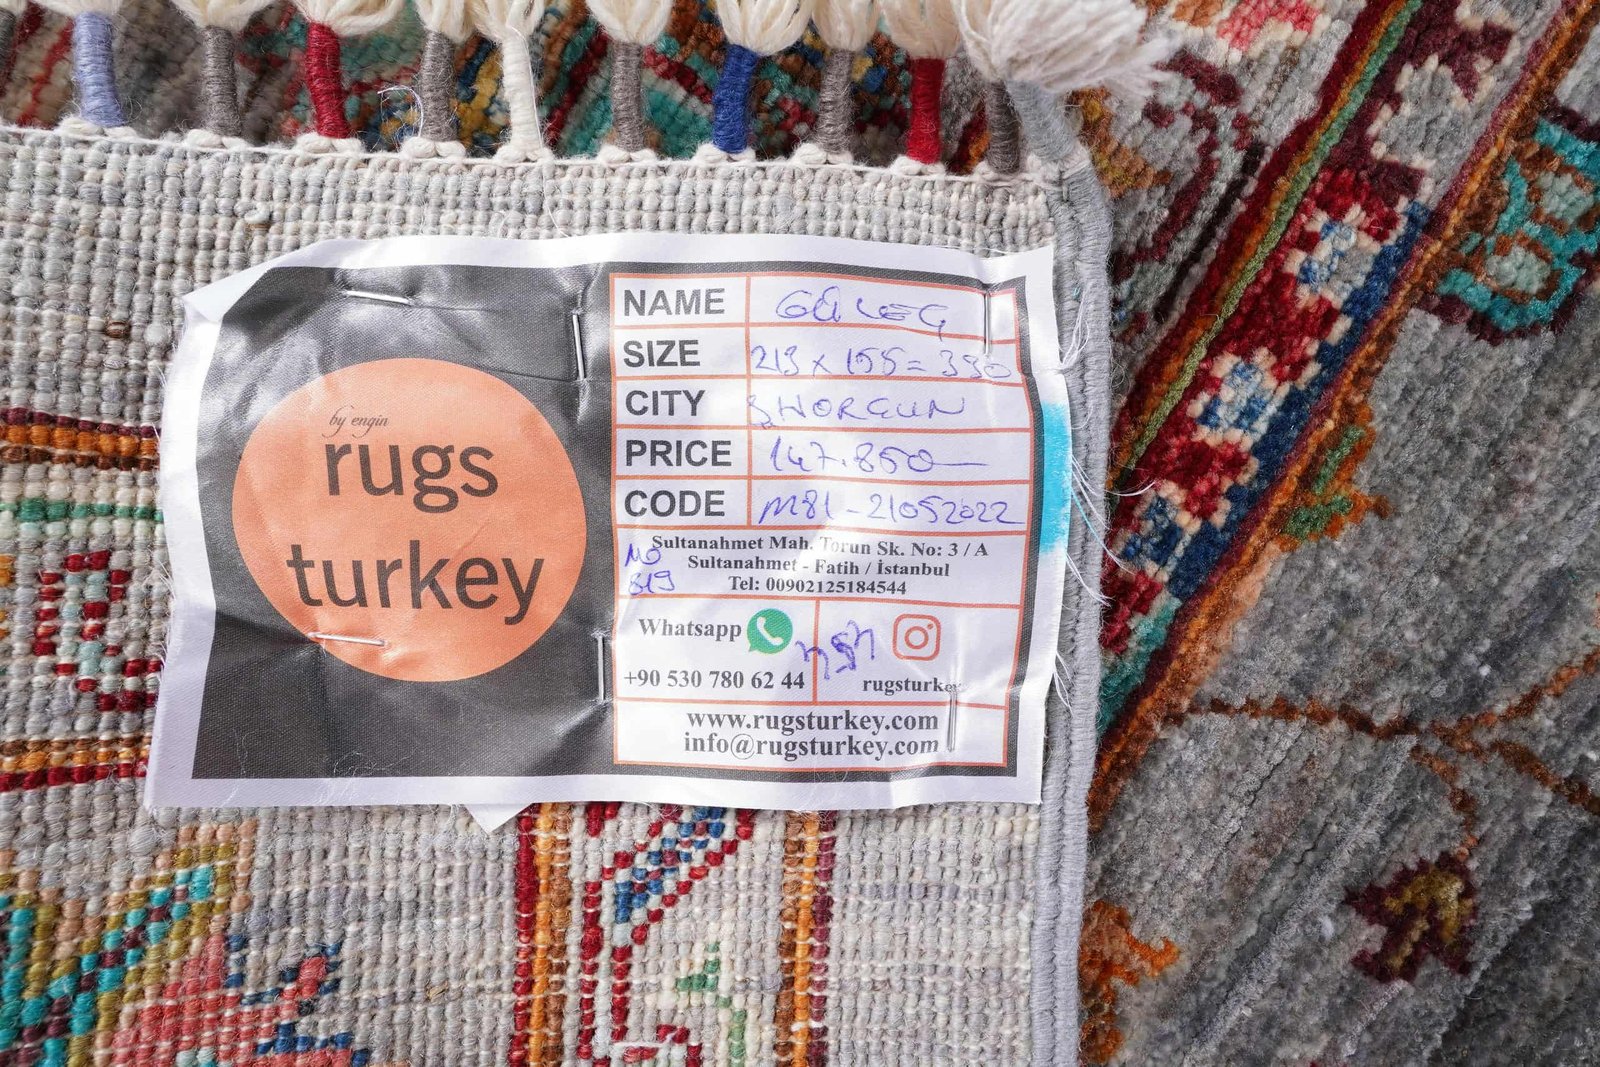 by engin
rugs
turkey
NAME GÜLEÇ
SIZE 213 x 155 = 330
CITY SHORGUN
PRICE 147.850
CODE M81-21052022
Sultanahmet Mah. Torun Sk. No: 3 / A
Sultanahmet - Fatih / İstanbul
Tel: 00902125184544
Whatsapp
+90 530 780 62 44
rugsturkey
www.rugsturkey.com
info@rugsturkey.com